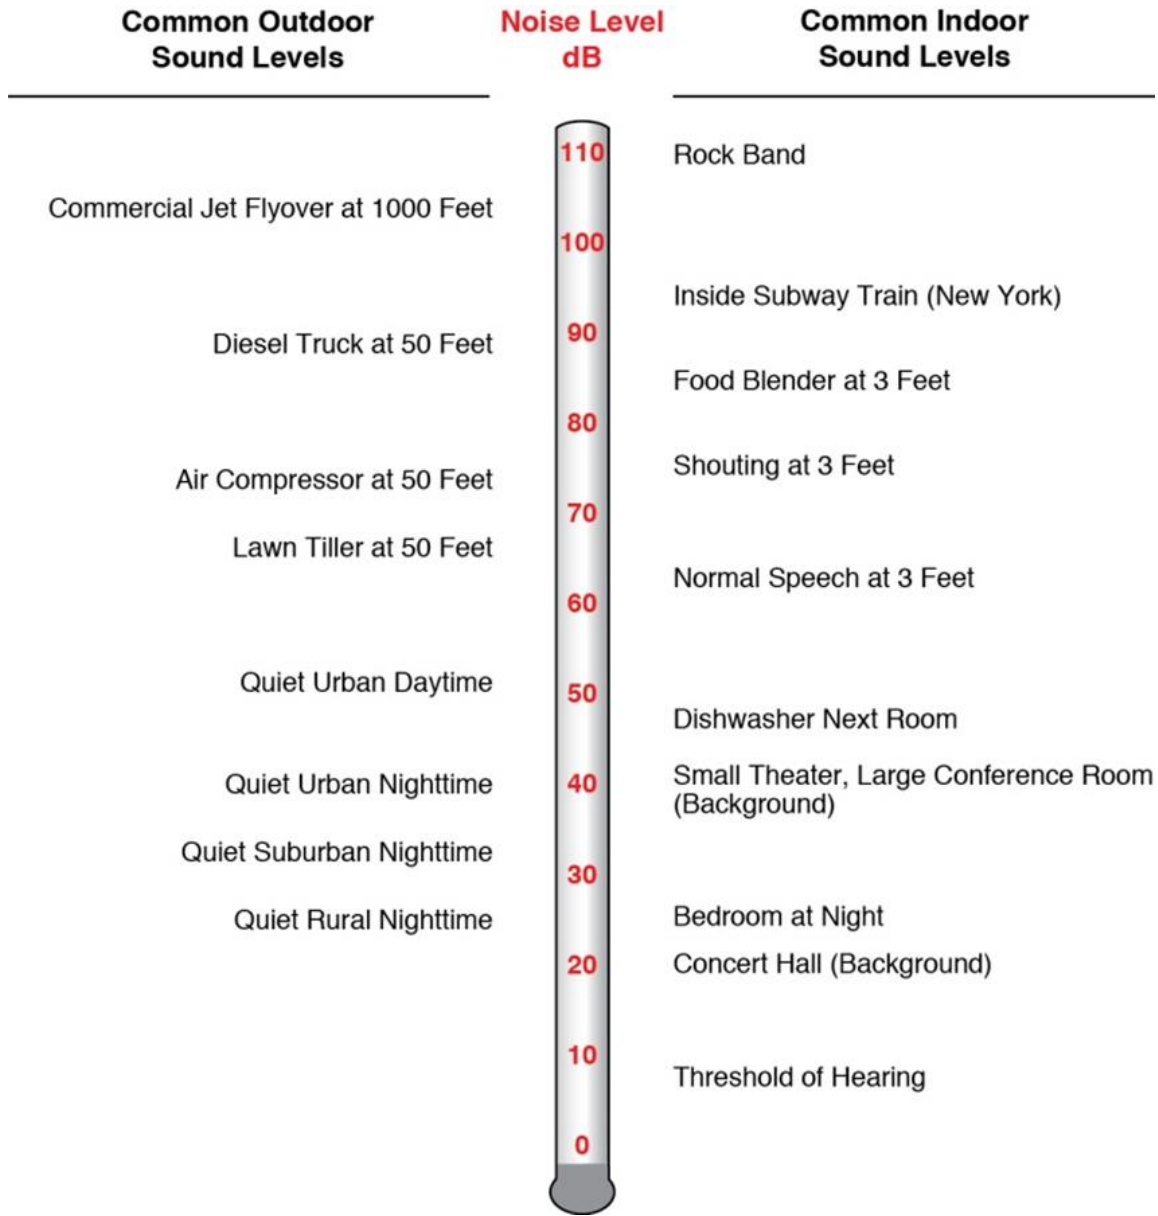 Common Outdoor
Sound Levels
Noise Level
dB
Common Indoor
Sound Levels
110
Rock Band
Commercial Jet Flyover at 1000 Feet
100
Inside Subway Train (New York)
90
Diesel Truck at 50 Feet
Food Blender at 3 Feet
80
Shouting at 3 Feet
Air Compressor at 50 Feet
70
Lawn Tiller at 50 Feet
Normal Speech at 3 Feet
60
Quiet Urban Daytime
50
Dishwasher Next Room
Quiet Urban Nighttime
40
Small Theater, Large Conference Room
(Background)
Quiet Suburban Nighttime
30
Quiet Rural Nighttime
Bedroom at Night
20
Concert Hall (Background)
10
Threshold of Hearing
0